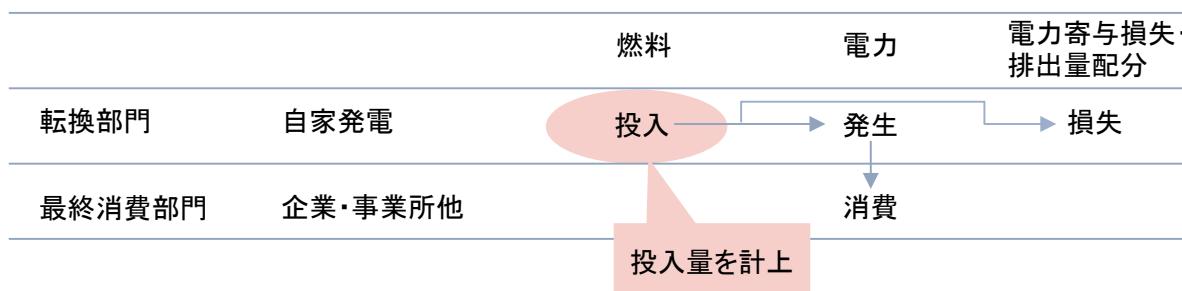 燃料 電力 電力寄与損失・
排出量配分
転換部門 自家発電 投入 発生 損失
最終消費部門 企業・事業所他 消費
投入量を計上